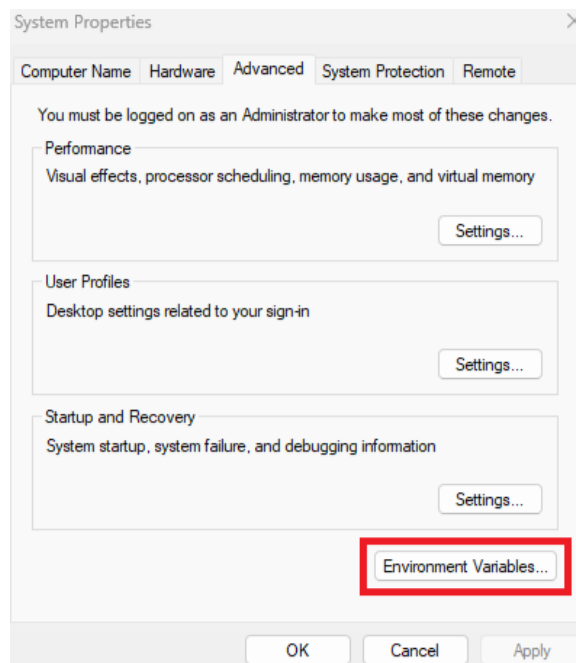 System Properties
Computer Name Hardware Advanced System Protection Remote
You must be logged on as an Administrator to make most of these changes.
Performance
Visual effects, processor scheduling, memory usage, and virtual memory
Settings...
User Profiles
Desktop settings related to your sign-in
Settings...
Startup and Recovery
System startup, system failure, and debugging information
Settings...
Environment Variables...
OK Cancel Apply